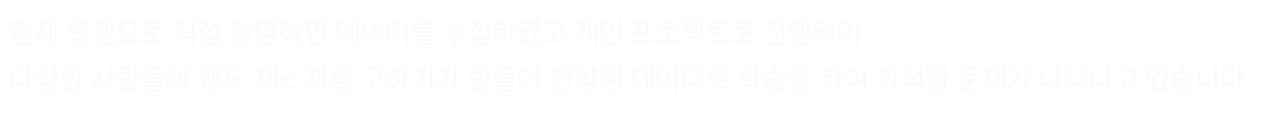 현재 웹캠으로 직접 촬영하면 데이터를 수집하였고 개인 프로젝트로 진행되어
다양한 사람들의 핸드 제스쳐를 구하기가 힘들어 편향된 데이터로 학습을 하여 과적합 문제가 나타나고 있습니다